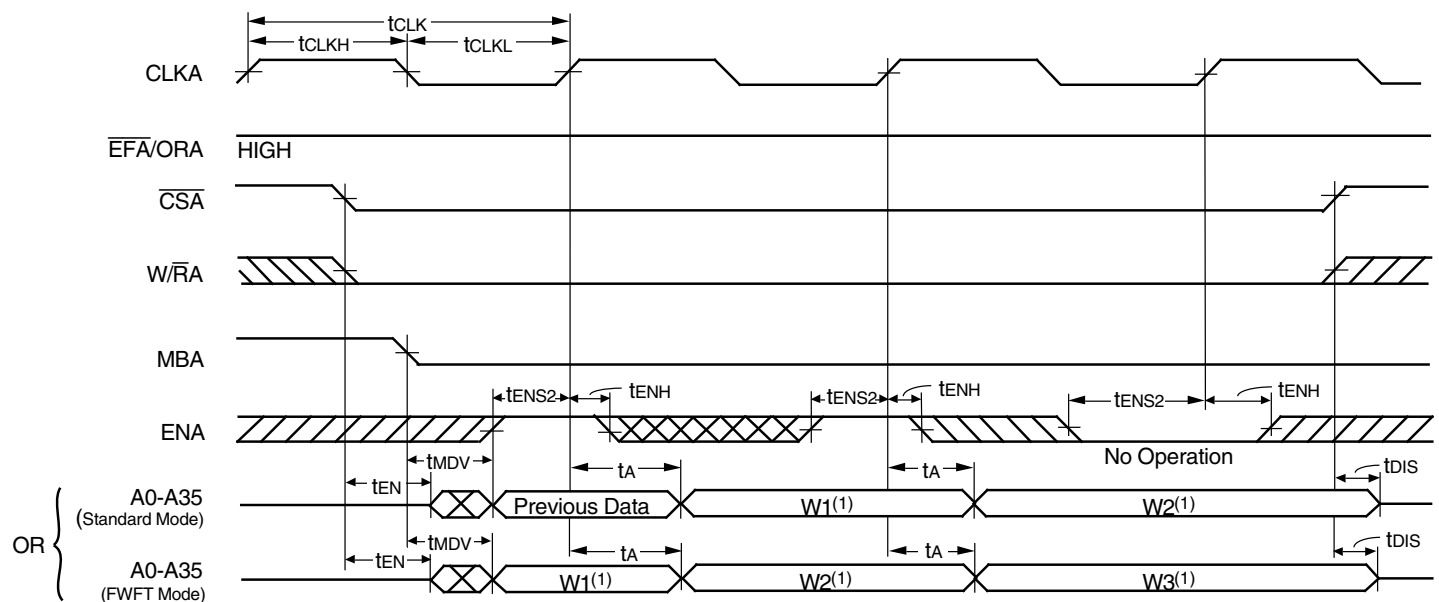 tCLK
tCLKH
tCLKL
CLKA
EFA/ORA HIGH
CSA
W/RA
MBA
tENS2 tENH tENS2 tENH tENS2 tENH
ENA
No Operation
tMDV
tEN
tA
tA
tDIS
A0-A35
(Standard Mode)
Previous Data
W1(1)
W2(1)
OR
tMDV
tEN
tA
tA
tDIS
A0-A35
(FWFT Mode)
W1(1)
W2(1)
W3(1)